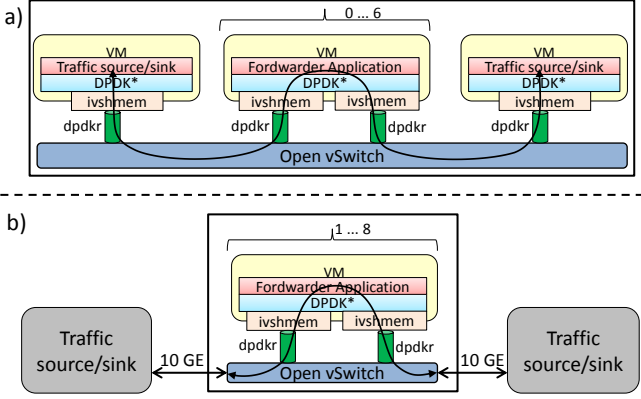 a)
0 ... 6
VM
Traffic source/sink
DPDK*
ivshmem
dpdkr
VM
Fordwarder Application
DPDK*
ivshmem
ivshmem
dpdkr
dpdkr
VM
Traffic source/sink
DPDK*
ivshmem
dpdkr
Open vSwitch
b)
1 ... 8
VM
Fordwarder Application
DPDK*
ivshmem
ivshmem
dpdkr
dpdkr
Open vSwitch
Traffic
source/sink
10 GE
10 GE
Traffic
source/sink